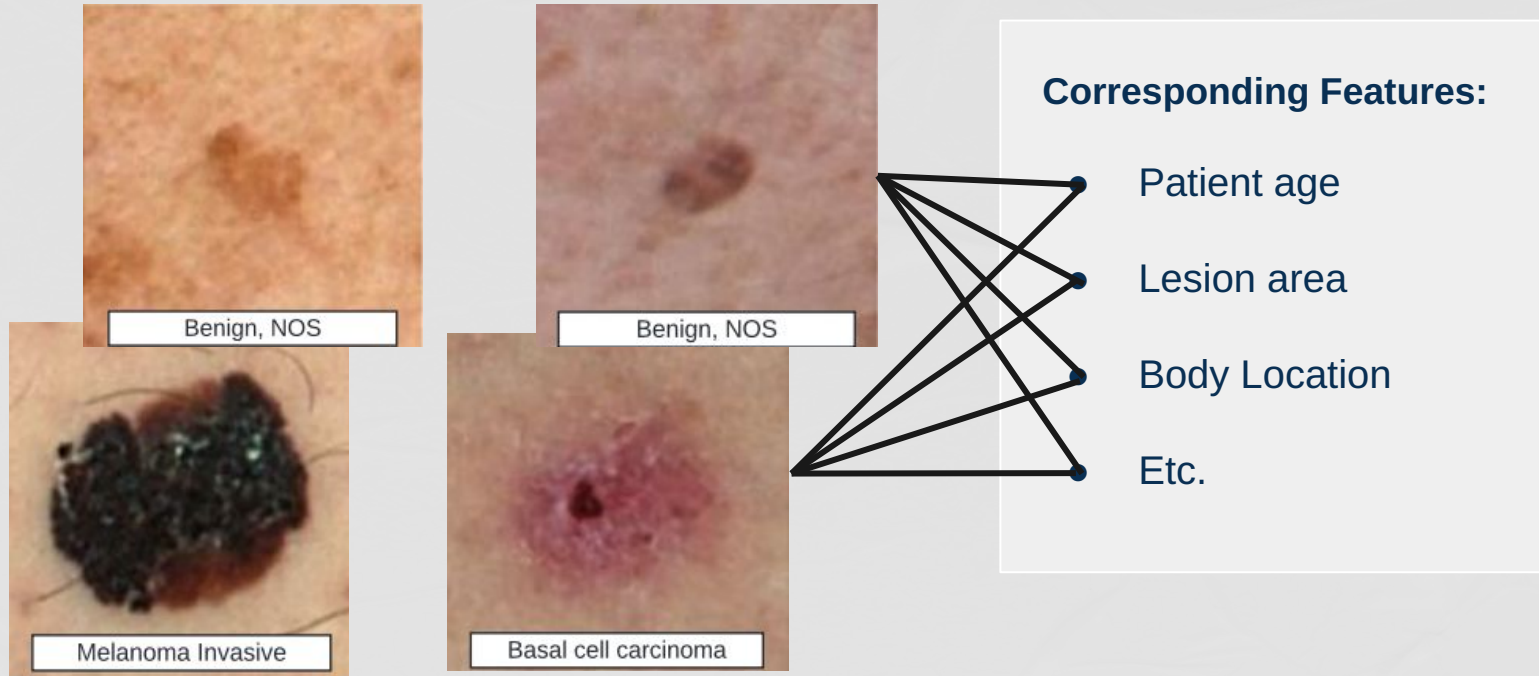 Benign, NOS
Benign, NOS
Melanoma Invasive
Basal cell carcinoma
Corresponding Features:
Patient age
Lesion area
Body Location
Etc.